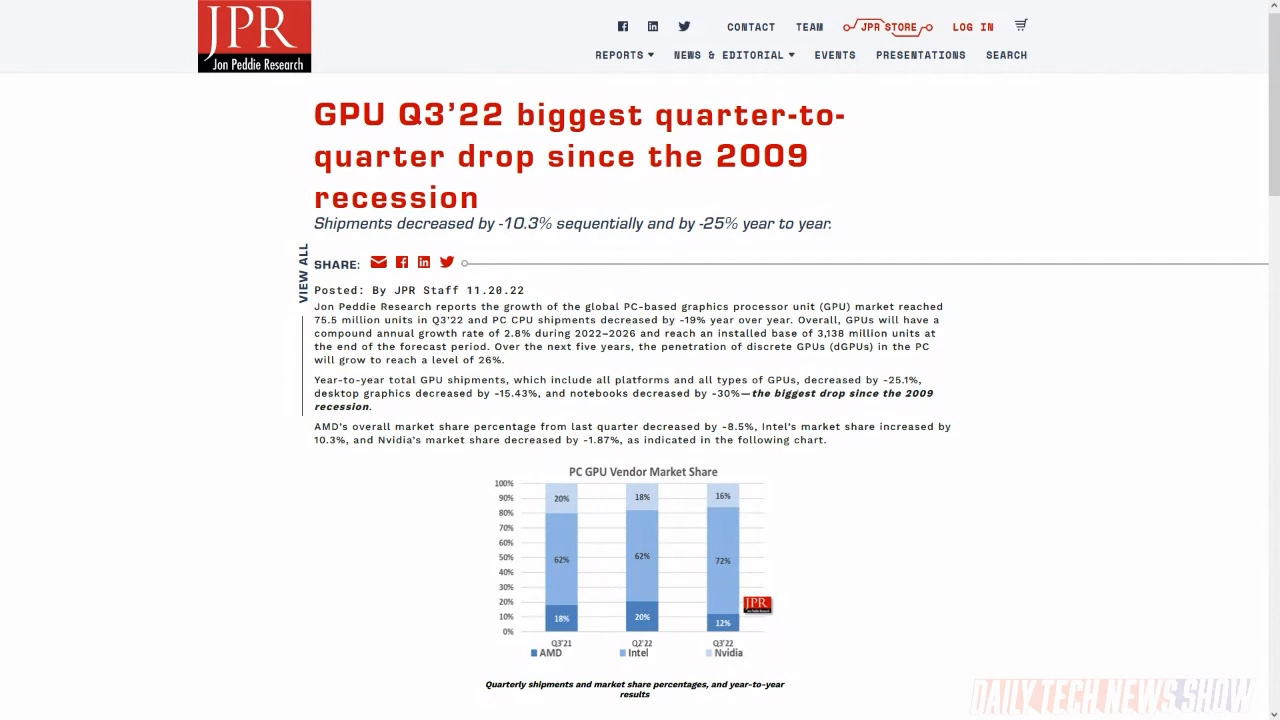 JPR
Jon Peddie Research
CONTACT TEAM JPR STORE LOG IN
REPORTS NEWS & EDITORIAL EVENTS PRESENTATIONS SEARCH
GPU Q3'22 biggest quarter-to-
quarter drop since the 2009
recession
Shipments decreased by -10.3% sequentially and by -25% year to year.
VIEW ALL
SHARE:
Posted: By JPR Staff 11.20.22
Jon Peddie Research reports the growth of the global PC-based graphics processor unit (GPU) market reached
75.5 million units in Q3'22 and PC CPU shipments decreased by -19% year over year. Overall, GPUs will have a
compound annual growth rate of 2.8% during 2022–2026 and reach an installed base of 3,138 million units at
the end of the forecast period. Over the next five years, the penetration of discrete GPUs (dGPUs) in the PC
will grow to reach a level of 26%.
Year-to-year total GPU shipments, which include all platforms and all types of GPUs, decreased by -25.1%,
desktop graphics decreased by -15.43%, and notebooks decreased by -30%—the biggest drop since the 2009
recession.
AMD's overall market share percentage from last quarter decreased by -8.5%, Intel's market share increased by
10.3%, and Nvidia's market share decreased by -1.87%, as indicated in the following chart.
PC GPU Vendor Market Share
100%
90% 20% 18% 16%
80%
70%
60%
50% 62% 62% 72%
40%
30%
20%
JPR
Jon Peddie Research
10% 18% 20% 12%
0%
Q3'21 Q2'22 Q3'22
AMD Intel Nvidia
Quarterly shipments and market share percentages, and year-to-year
results
DAILY TECH NEWS SHOW